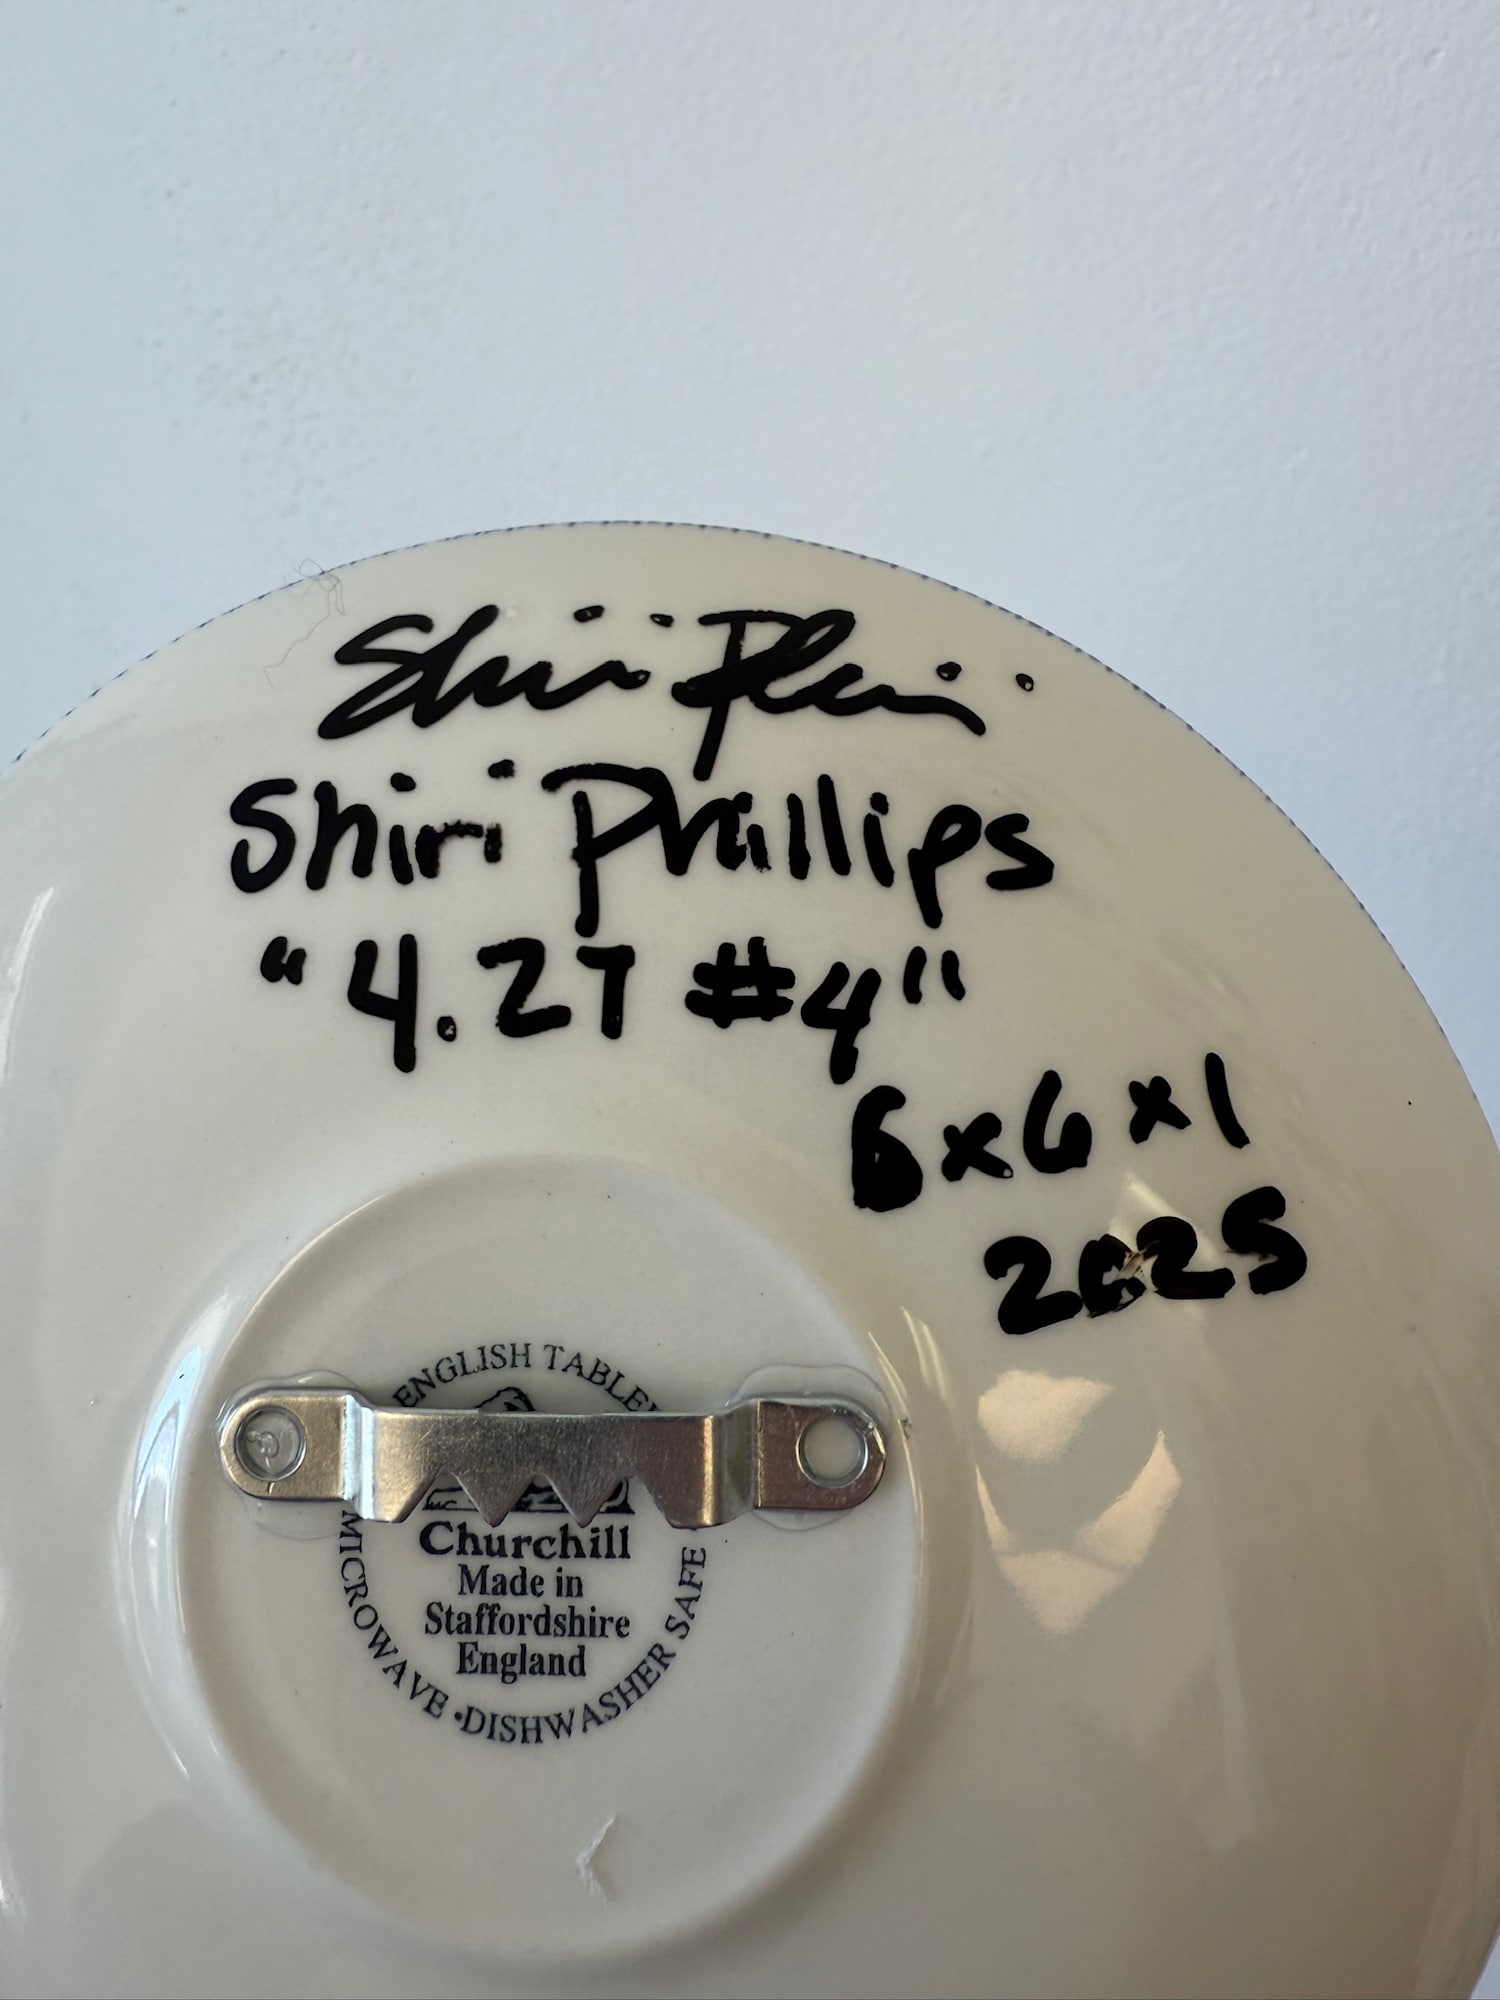 Shiri Phillips
"4.27 #4"
6x6x1
2025
ENGLISH TABLE
Churchill
Made in
Staffordshire
England
MICROWAVE · DISHWASHER SAFE